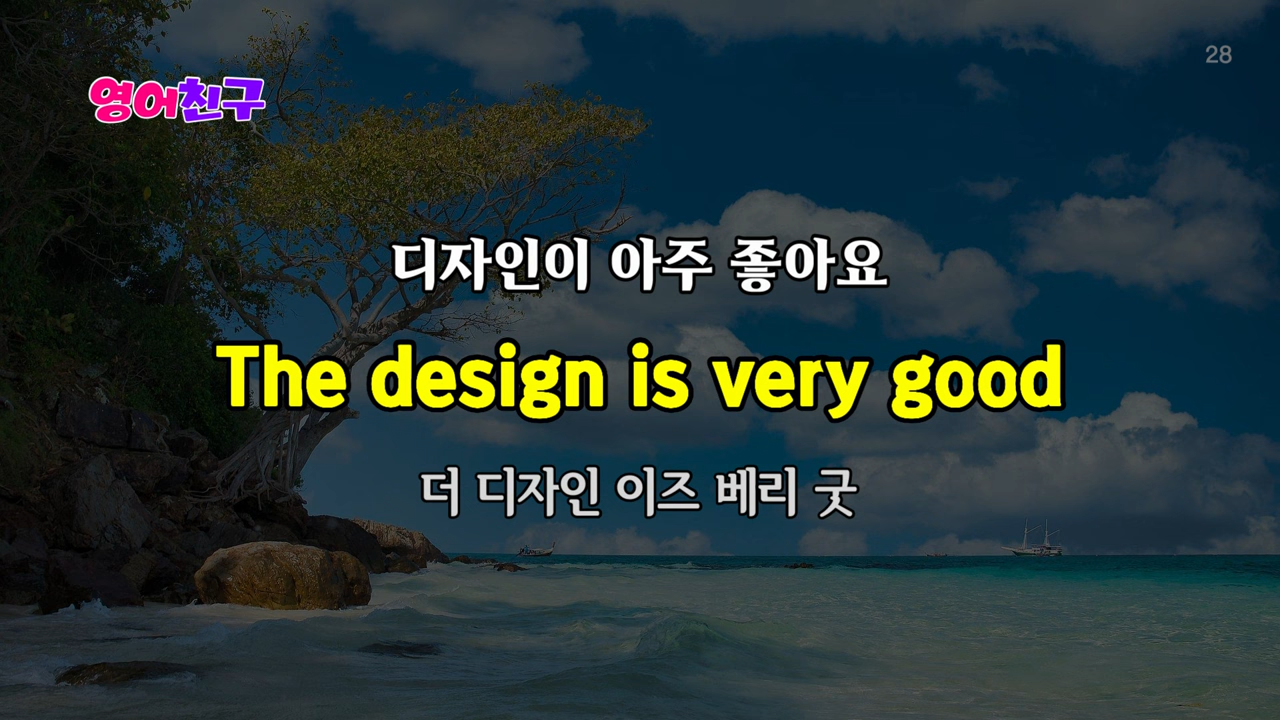 28
영어친구
디자인이 아주 좋아요
The design is very good
더 디자인 이즈 베리 굿